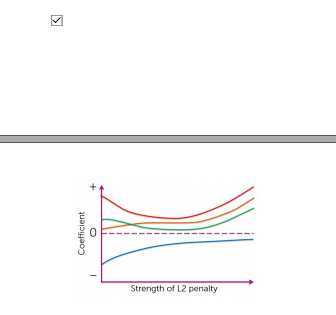 +
0
−
Coefficient
Strength of L2 penalty